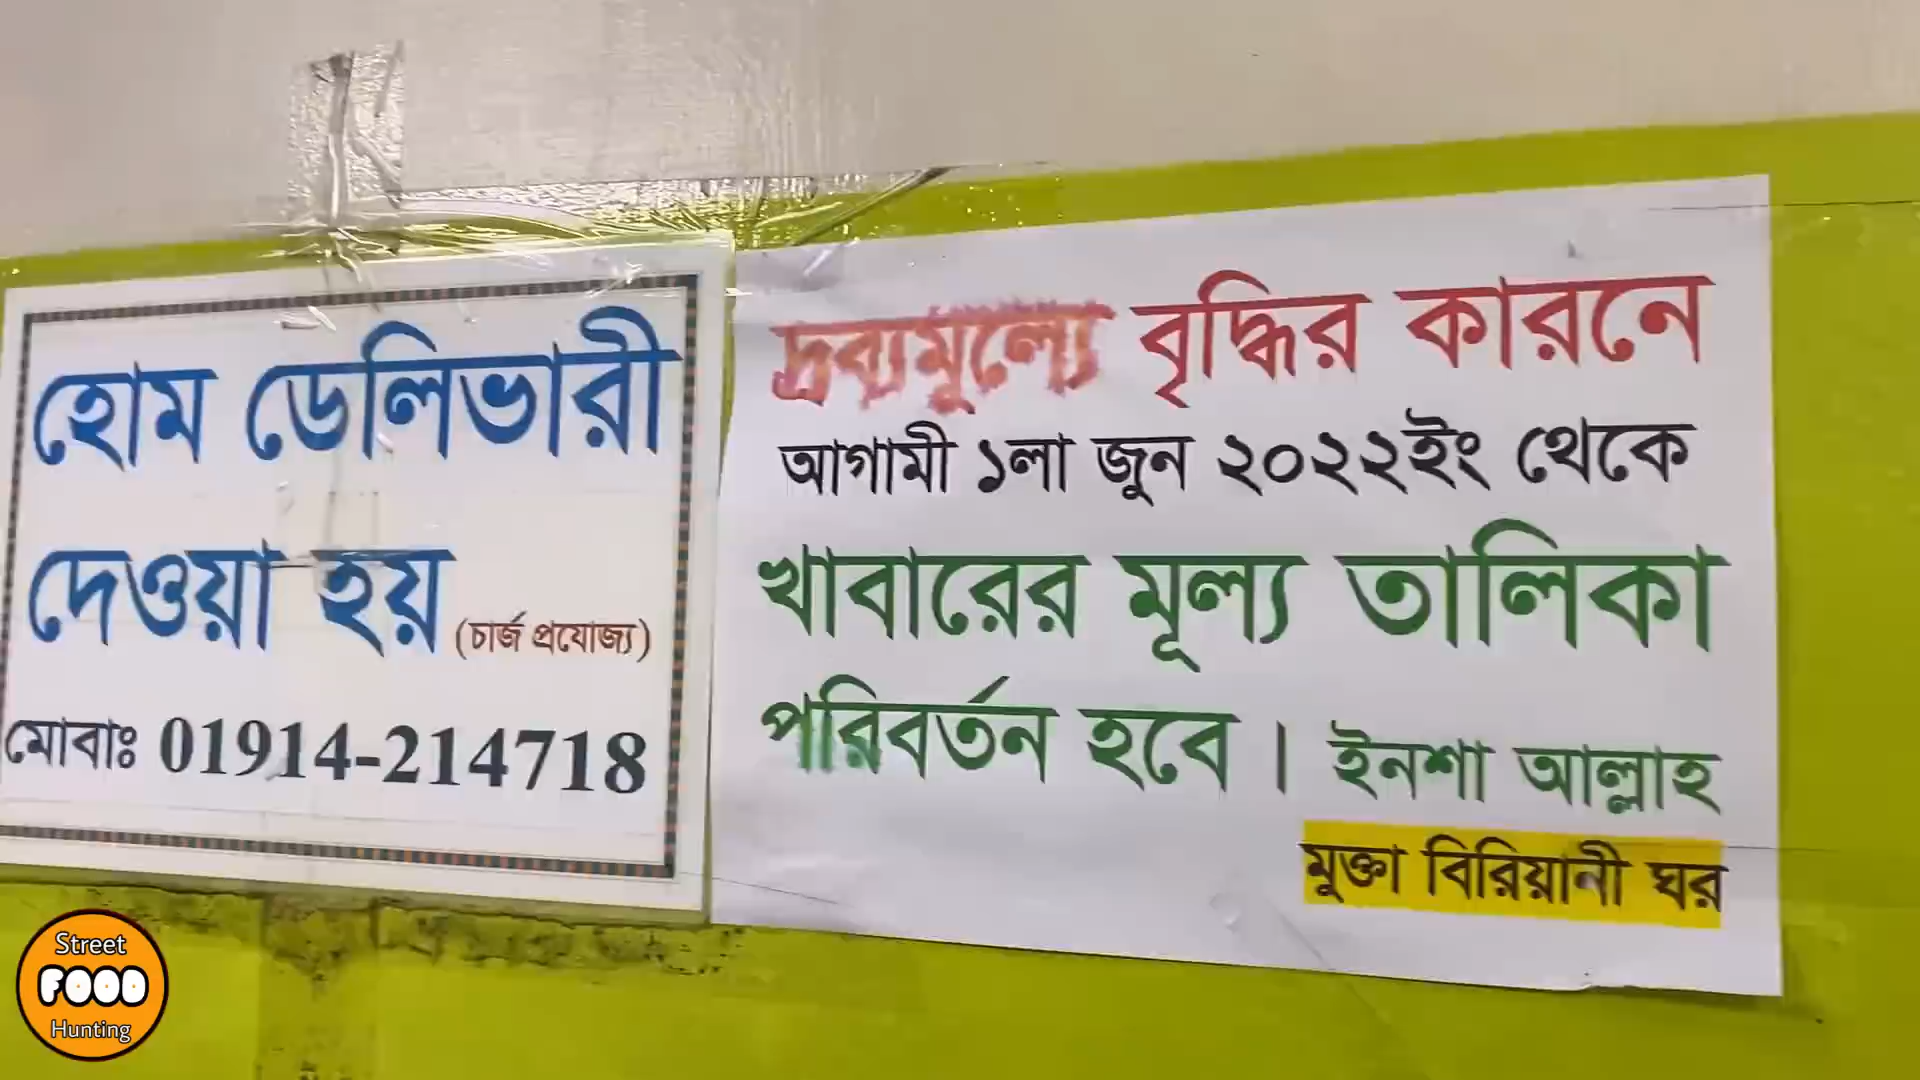 হোম ডেলিভারী
দেওয়া হয় (চার্জ প্রযোজ্য)
মোবাঃ 01914-214718
দ্রব্যমুল্যে বৃদ্ধির কারনে
আগামী ১লা জুন ২০২২ইং থেকে
খাবারের মূল্য তালিকা
পরিবর্তন হবে । ইনশা আল্লাহ
মুক্তা বিরিয়ানী ঘর
Street
FOOD
Hunting